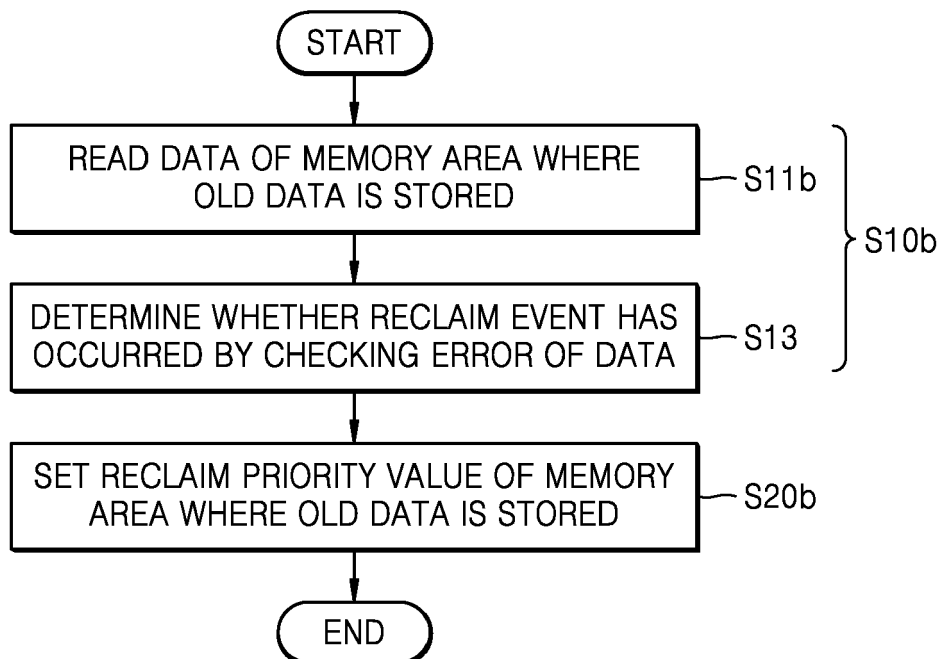 START
READ DATA OF MEMORY AREA WHERE
OLD DATA IS STORED
S11b
S10b
DETERMINE WHETHER RECLAIM EVENT HAS
OCCURRED BY CHECKING ERROR OF DATA
S13
SET RECLAIM PRIORITY VALUE OF MEMORY
AREA WHERE OLD DATA IS STORED
S20b
END